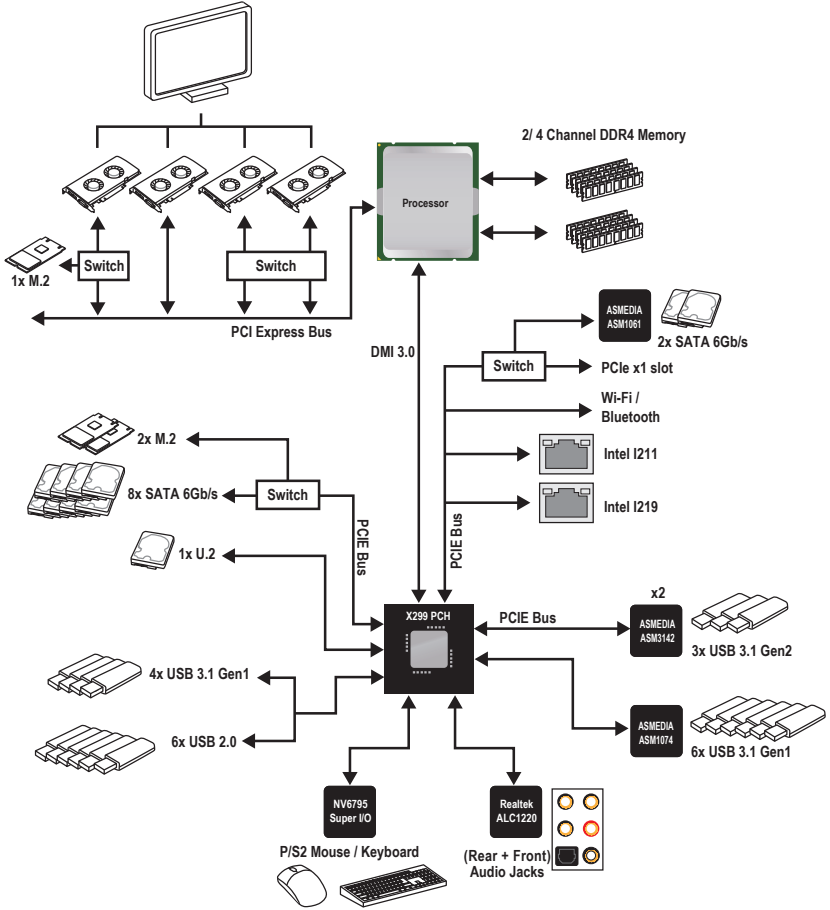 2/ 4 Channel DDR4 Memory
Processor
Switch
Switch
1x M.2
PCI Express Bus
DMI 3.0
ASMEDIA
ASM1061
2x SATA 6Gb/s
Switch
PCIe x1 slot
Wi-Fi /
Bluetooth
2x M.2
Intel I211
8x SATA 6Gb/s
Switch
Intel I219
PCIE Bus
PCIE Bus
1x U.2
x2
X299 PCH
PCIE Bus
ASMEDIA
ASM3142
3x USB 3.1 Gen2
4x USB 3.1 Gen1
6x USB 2.0
ASMEDIA
ASM1074
6x USB 3.1 Gen1
NV6795
Super I/O
Realtek
ALC1220
P/S2 Mouse / Keyboard
(Rear + Front)
Audio Jacks